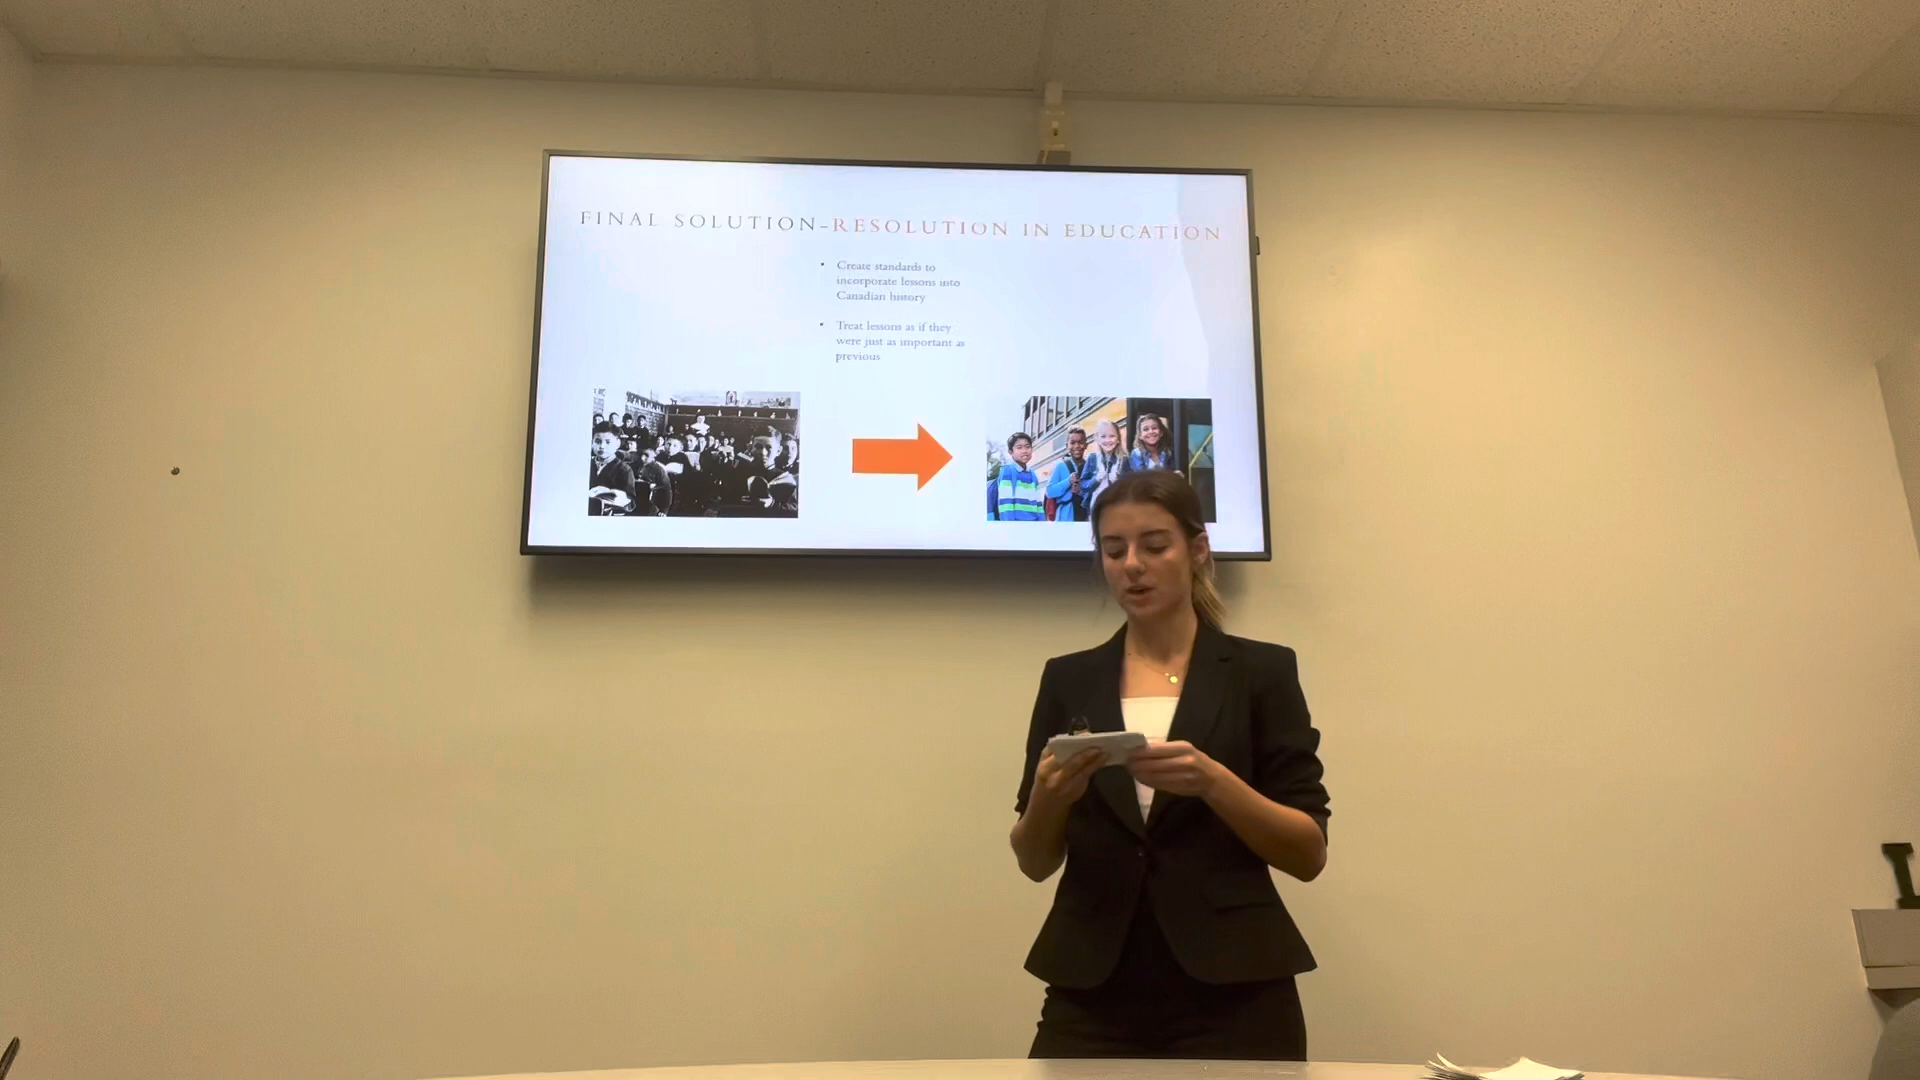 FINAL SOLUTION-RESOLUTION IN EDUCATION
• Create standards to
incorporate lessons into
Canadian history
• Treat lessons as if they
were just as important as
previous